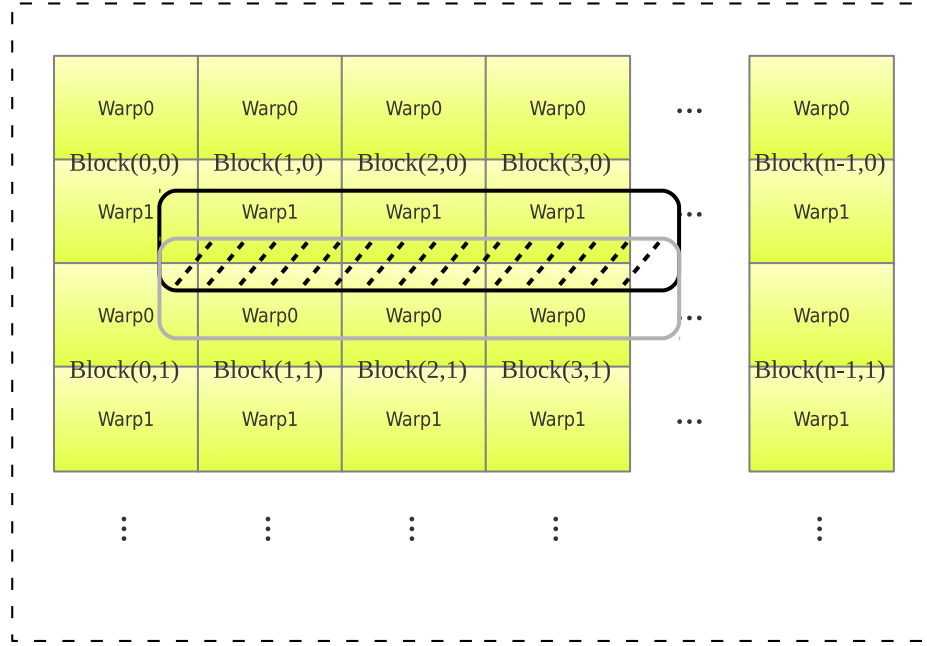 Warp0 Warp0 Warp0 Warp0 ... Warp0
Block(0,0) Block(1,0) Block(2,0) Block(3,0) Block(n-1,0)
Warp1 Warp1 Warp1 Warp1 ... Warp1
Warp0 Warp0 Warp0 Warp0 ... Warp0
Block(0,1) Block(1,1) Block(2,1) Block(3,1) Block(n-1,1)
Warp1 Warp1 Warp1 Warp1 ... Warp1